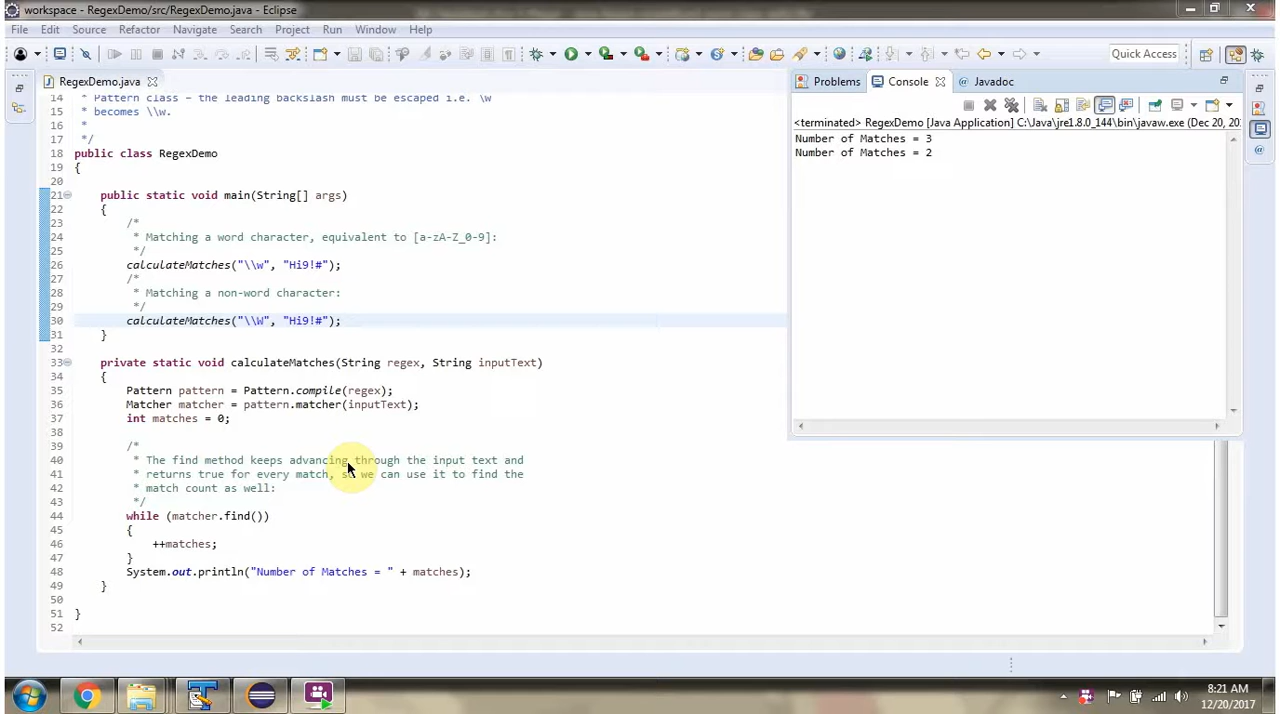 workspace - RegexDemo/src/RegexDemo.java - Eclipse
File Edit Source Refactor Navigate Search Project Run Window Help
Quick Access
RegexDemo.java
14 * Pattern class – the leading backslash must be escaped i.e. \w
15 * becomes \\w.
16 *
17 */
18 public class RegexDemo
19 {
20
21 public static void main(String[] args)
22 {
23 /*
24 * Matching a word character, equivalent to [a-zA-Z_0-9]:
25 */
26 calculateMatches("\\w", "Hi9!#");
27 /*
28 * Matching a non-word character:
29 */
30 calculateMatches("\\W", "Hi9!#");
31 }
32
33 private static void calculateMatches(String regex, String inputText)
34 {
35 Pattern pattern = Pattern.compile(regex);
36 Matcher matcher = pattern.matcher(inputText);
37 int matches = 0;
38
39 /*
40 * The find method keeps advancing through the input text and
41 * returns true for every match, so we can use it to find the
42 * match count as well:
43 */
44 while (matcher.find())
45 {
46 ++matches;
47 }
48 System.out.println("Number of Matches = " + matches);
49 }
50
51 }
52
Problems Console Javadoc
<terminated> RegexDemo [Java Application] C:\Java\jre1.8.0_144\bin\javaw.exe (Dec 20, 20
Number of Matches = 3
Number of Matches = 2
8:21 AM
12/20/2017